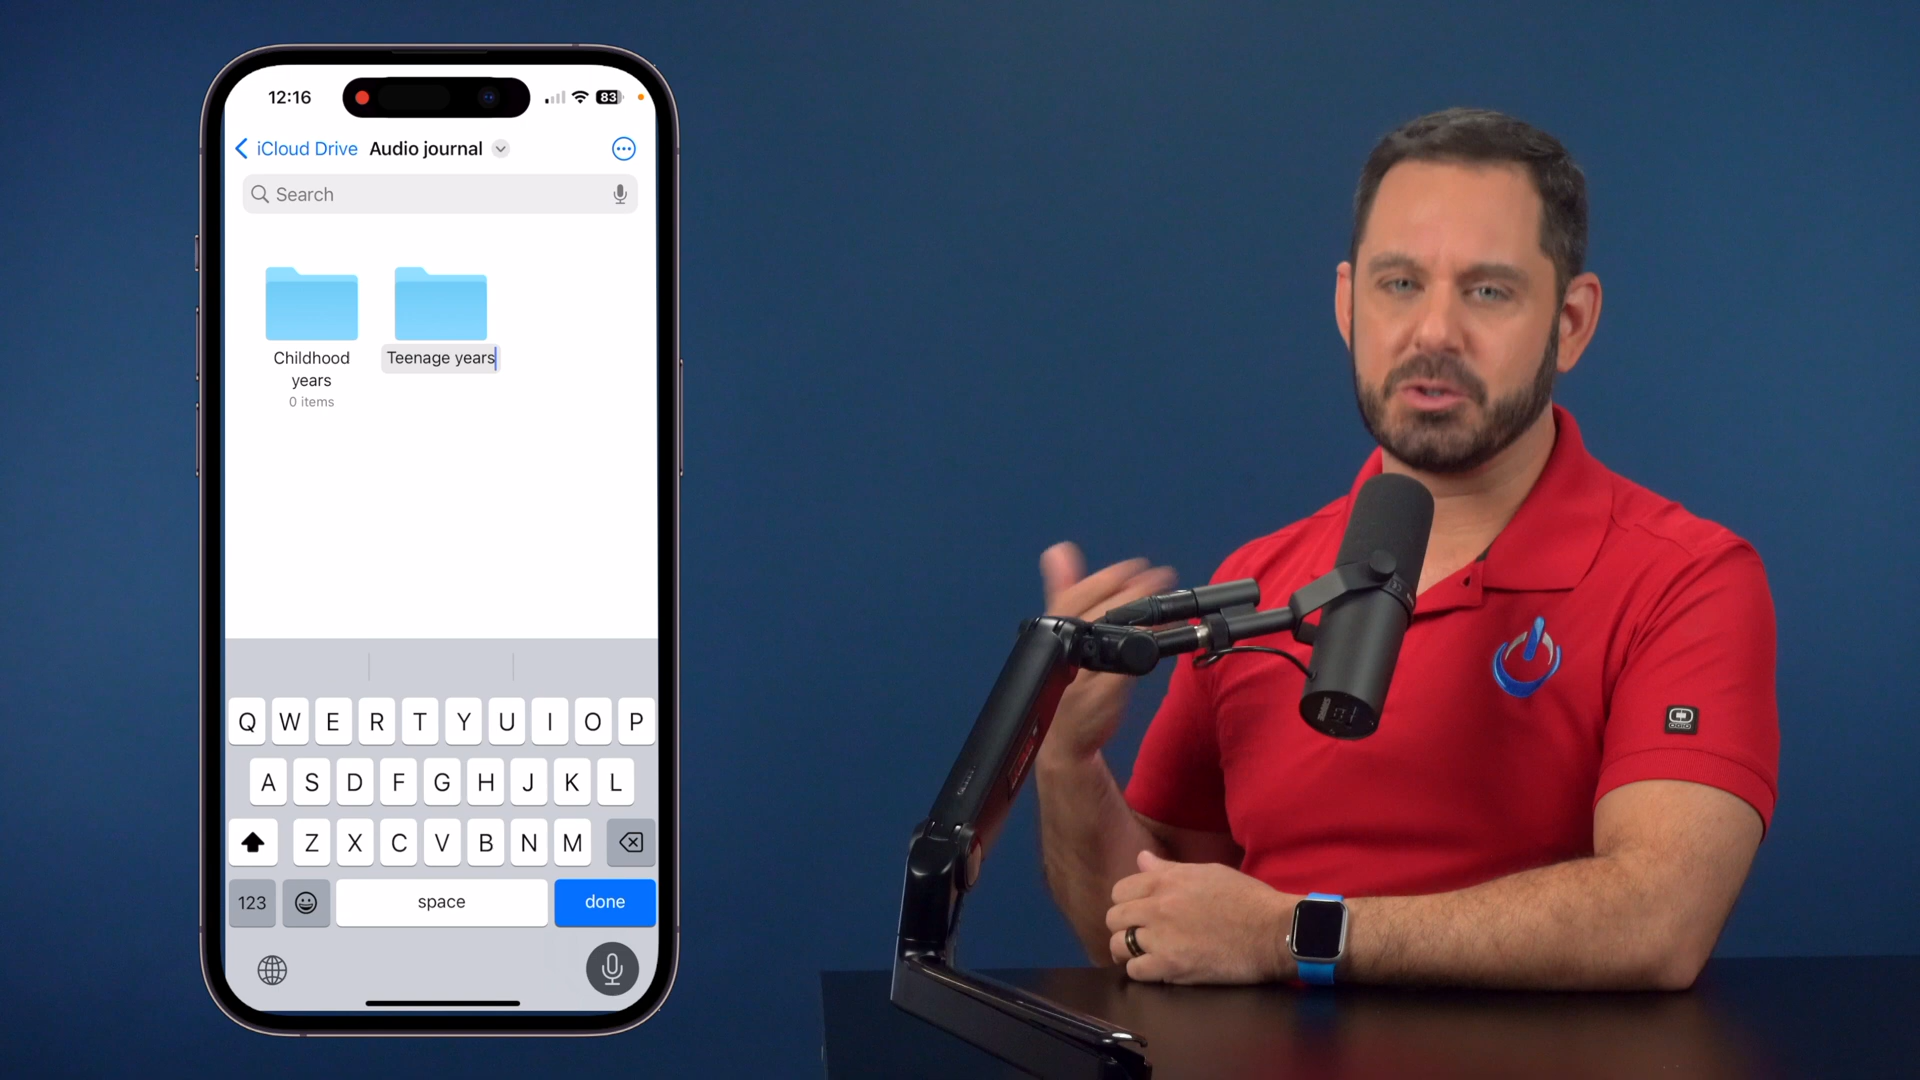 12:16
83
iCloud Drive Audio journal
Search
Childhood
years
0 items
Teenage years
Q W E R T Y U I O P
A S D F G H J K L
Z X C V B N M
123 space done